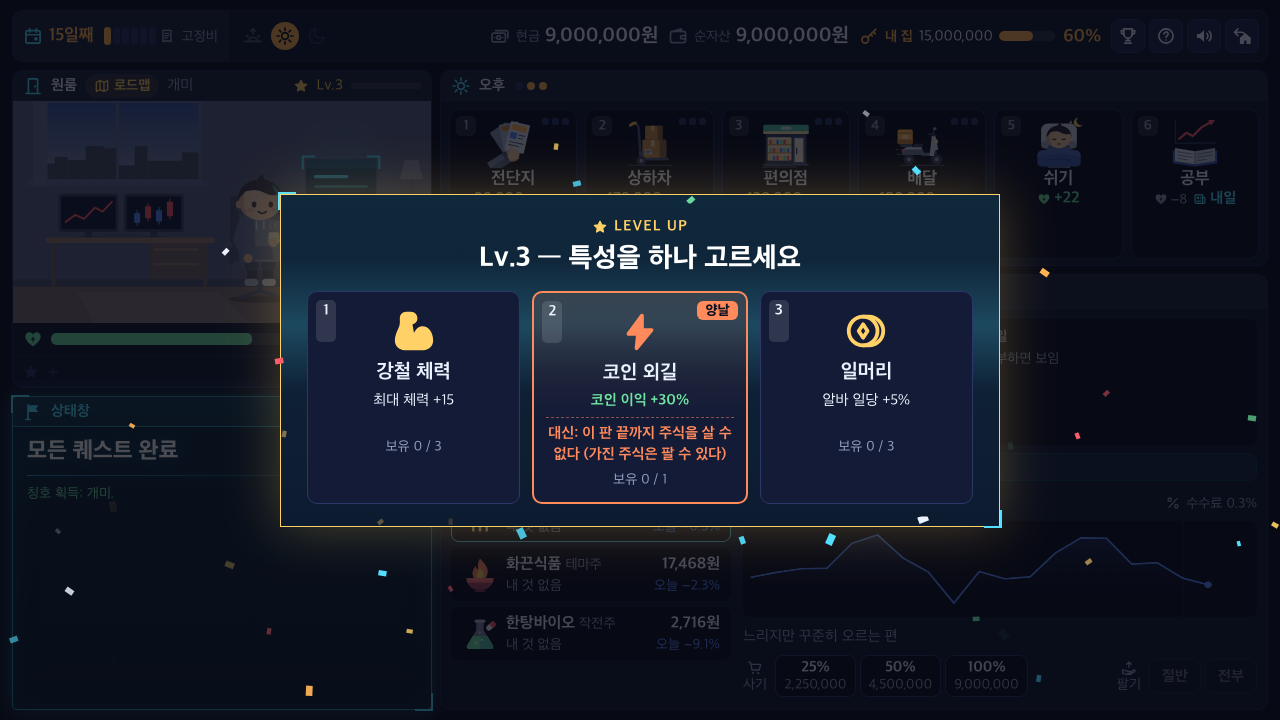 15일째
고정비
현금 9,000,000원
순자산 9,000,000원
내 집 15,000,000 60%
원룸 로드맵 개미 Lv.3
오후
1 전단지
2 상하차
3 편의점
4 배달
5 쉬기 +22
6 공부 −8 내일
LEVEL UP
Lv.3 — 특성을 하나 고르세요
1
강철 체력
최대 체력 +15
보유 0 / 3
2 양날
코인 외길
코인 이익 +30%
대신: 이 판 끝까지 주식을 살 수
없다 (가진 주식은 팔 수 있다)
보유 0 / 1
3
일머리
알바 일당 +5%
보유 0 / 3
부하면 보임
상태창
모든 퀘스트 완료
칭호 획득: 개미.
수수료 0.3%
화끈식품 테마주 17,468원
내 것 없음 오늘 −2.3%
한탕바이오 작전주 2,716원
내 것 없음 오늘 −9.1%
느리지만 꾸준히 오르는 편
사기
25% 2,250,000
50% 4,500,000
100% 9,000,000
팔기 절반 전부